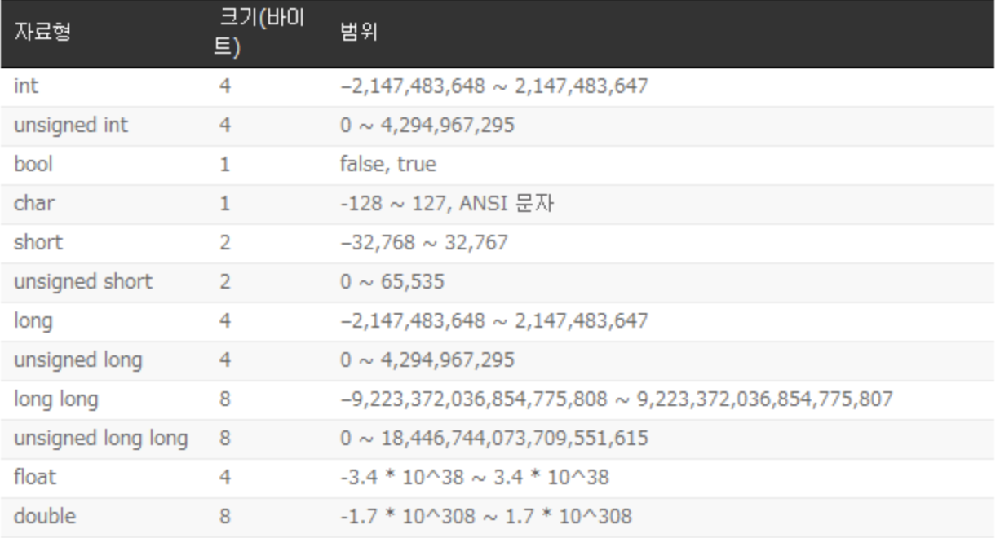 자료형 크기(바이트) 범위
int 4 –2,147,483,648 ~ 2,147,483,647
unsigned int 4 0 ~ 4,294,967,295
bool 1 false, true
char 1 -128 ~ 127, ANSI 문자
short 2 –32,768 ~ 32,767
unsigned short 2 0 ~ 65,535
long 4 –2,147,483,648 ~ 2,147,483,647
unsigned long 4 0 ~ 4,294,967,295
long long 8 –9,223,372,036,854,775,808 ~ 9,223,372,036,854,775,807
unsigned long long 8 0 ~ 18,446,744,073,709,551,615
float 4 -3.4 * 10^38 ~ 3.4 * 10^38
double 8 -1.7 * 10^308 ~ 1.7 * 10^308